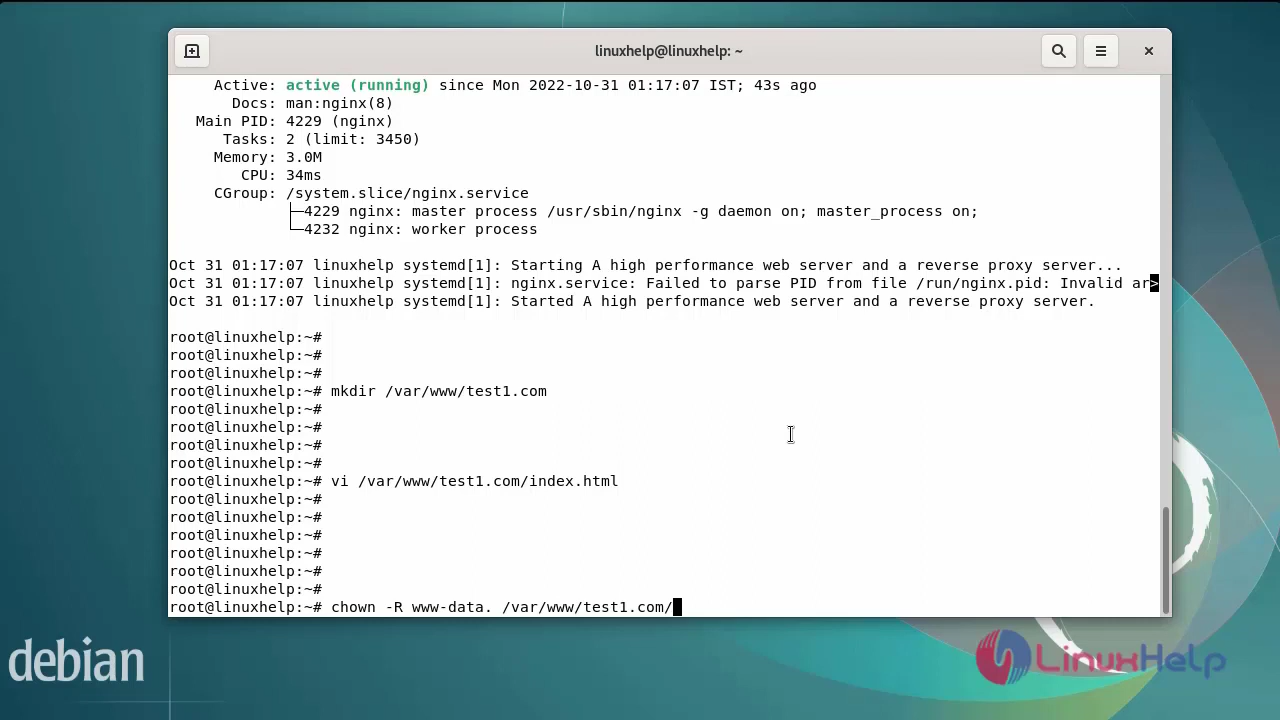 linuxhelp@linuxhelp: ~
Active: active (running) since Mon 2022-10-31 01:17:07 IST; 43s ago
Docs: man:nginx(8)
Main PID: 4229 (nginx)
Tasks: 2 (limit: 3450)
Memory: 3.0M
CPU: 34ms
CGroup: /system.slice/nginx.service
├─4229 nginx: master process /usr/sbin/nginx -g daemon on; master_process on;
└─4232 nginx: worker process
Oct 31 01:17:07 linuxhelp systemd[1]: Starting A high performance web server and a reverse proxy server...
Oct 31 01:17:07 linuxhelp systemd[1]: nginx.service: Failed to parse PID from file /run/nginx.pid: Invalid ar>
Oct 31 01:17:07 linuxhelp systemd[1]: Started A high performance web server and a reverse proxy server.
root@linuxhelp:~#
root@linuxhelp:~#
root@linuxhelp:~#
root@linuxhelp:~# mkdir /var/www/test1.com
root@linuxhelp:~#
root@linuxhelp:~#
root@linuxhelp:~#
root@linuxhelp:~#
root@linuxhelp:~# vi /var/www/test1.com/index.html
root@linuxhelp:~#
root@linuxhelp:~#
root@linuxhelp:~#
root@linuxhelp:~#
root@linuxhelp:~#
root@linuxhelp:~#
root@linuxhelp:~# chown -R www-data. /var/www/test1.com/
debian
LinuxHelp